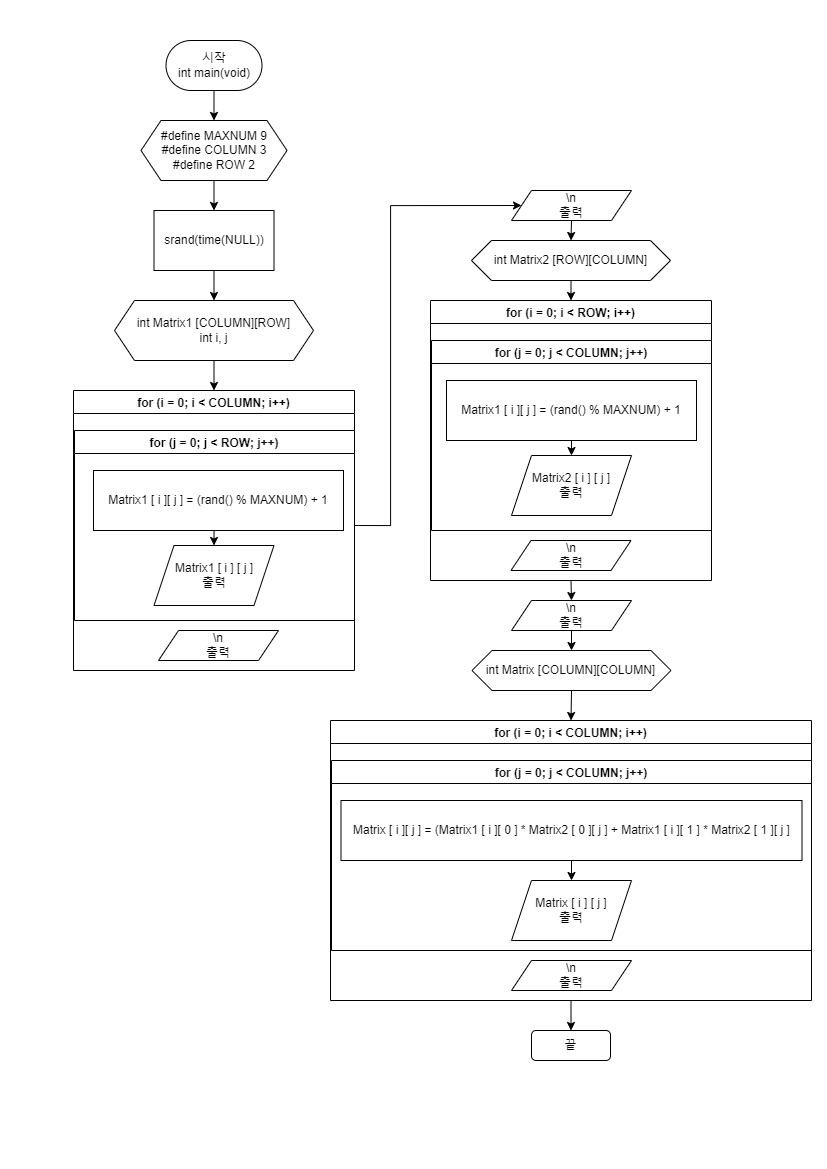 시작
int main(void)
#define MAXNUM 9
#define COLUMN 3
#define ROW 2
srand(time(NULL))
int Matrix1 [COLUMN][ROW]
int i, j
for (i = 0; i < COLUMN; i++)
for (j = 0; j < ROW; j++)
Matrix1 [ i ][ j ] = (rand() % MAXNUM) + 1
Matrix1 [ i ] [ j ]
출력
\n
출력
\n
출력
int Matrix2 [ROW][COLUMN]
for (i = 0; i < ROW; i++)
for (j = 0; j < COLUMN; j++)
Matrix1 [ i ][ j ] = (rand() % MAXNUM) + 1
Matrix2 [ i ] [ j ]
출력
\n
출력
\n
출력
int Matrix [COLUMN][COLUMN]
for (i = 0; i < COLUMN; i++)
for (j = 0; j < COLUMN; j++)
Matrix [ i ][ j ] = (Matrix1 [ i ][ 0 ] * Matrix2 [ 0 ][ j ] + Matrix1 [ i ][ 1 ] * Matrix2 [ 1 ][ j ]
Matrix [ i ] [ j ]
출력
\n
출력
끝